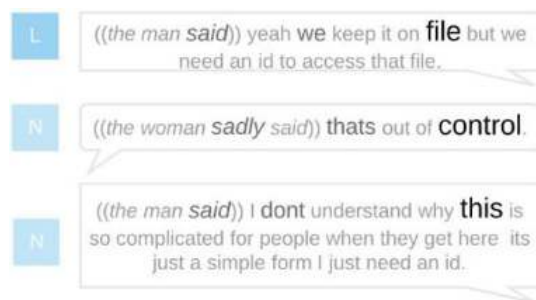 L
((the man said)) yeah we keep it on file but we
need an id to access that file.
N
((the woman sadly said)) thats out of control.
N
((the man said)) I dont understand why this is
so complicated for people when they get here its
just a simple form I just need an id.